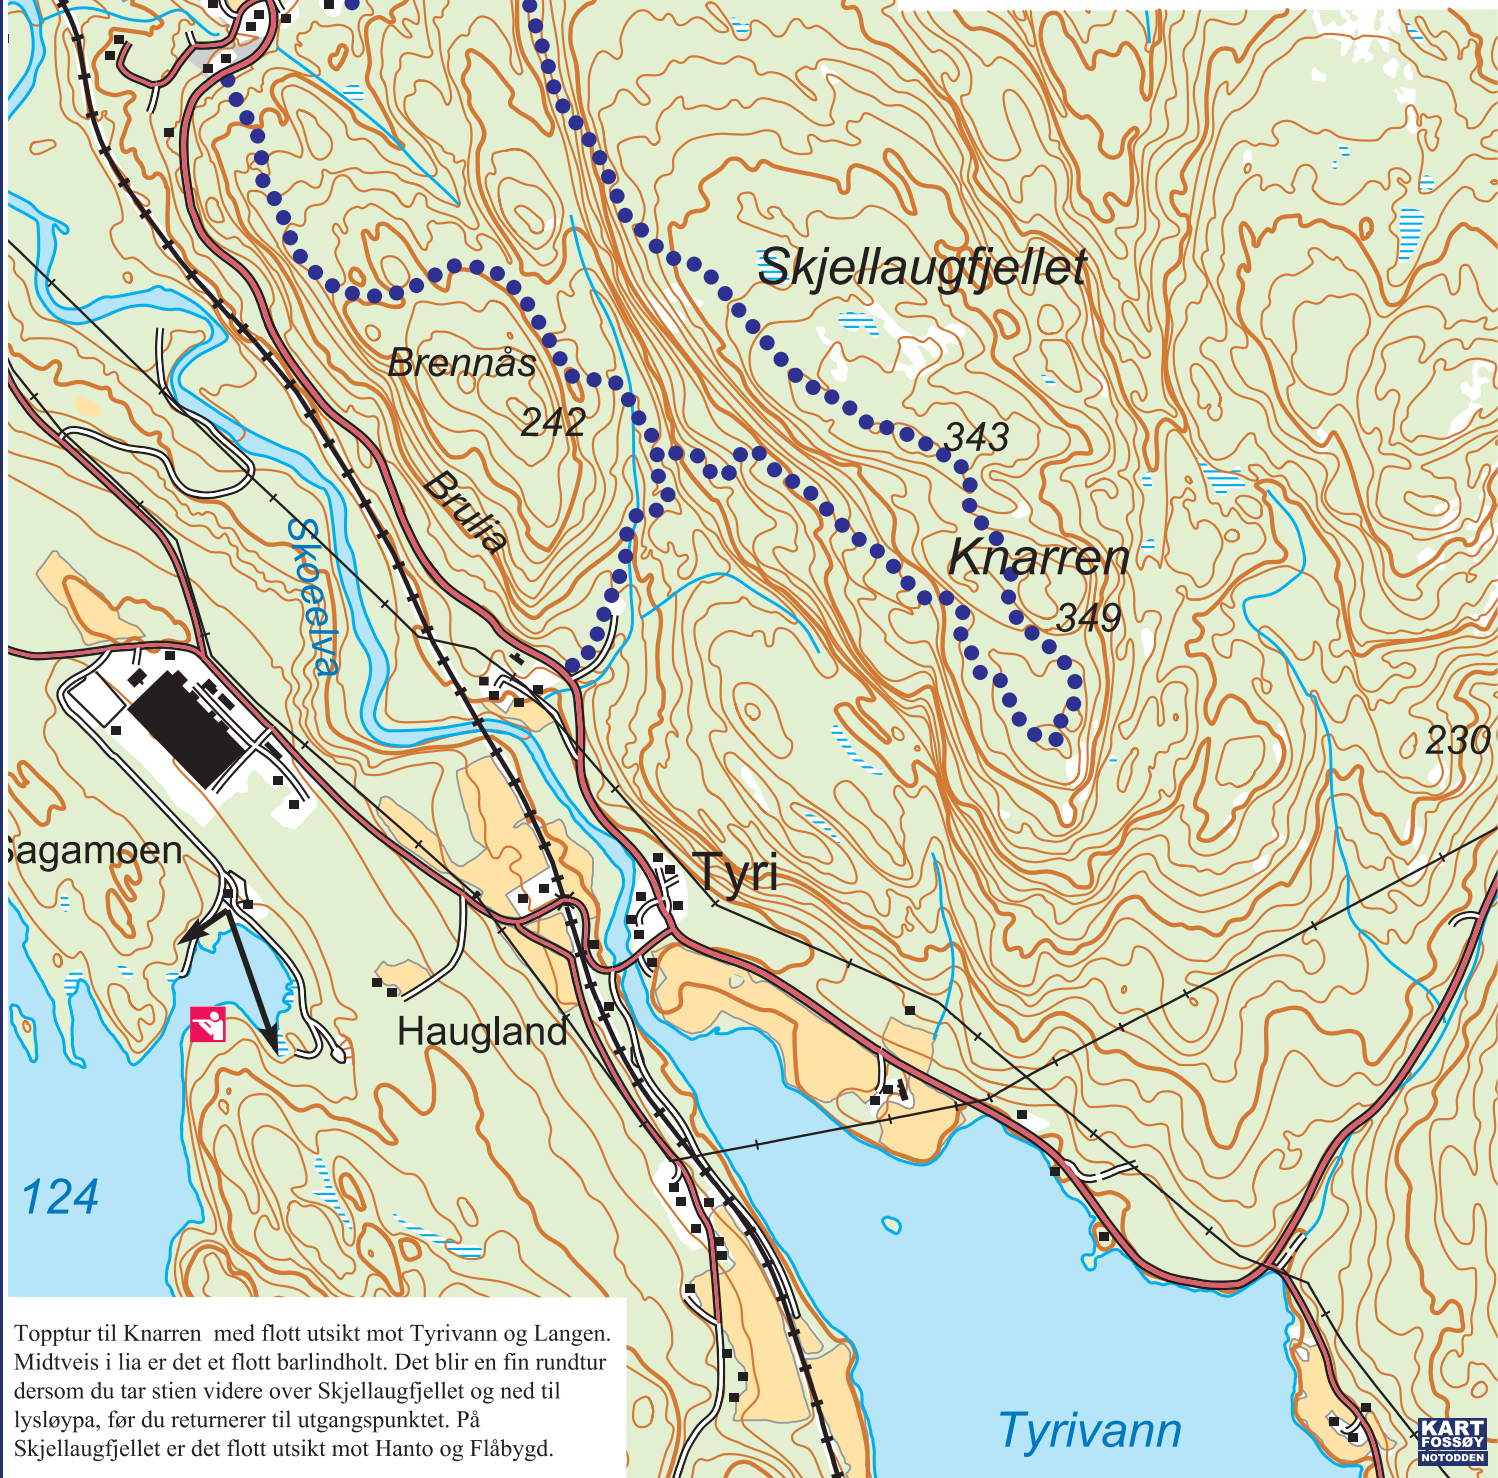 Skjellaugfjellet
Brennås
242
343
Brulia
Skoeelva
Knarren
349
230
Sagamoen
Tyri
Haugland
124
Topptur til Knarren med flott utsikt mot Tyrivann og Langen.
Midtveis i lia er det et flott barlindholt. Det blir en fin rundtur
dersom du tar stien videre over Skjellaugfjellet og ned til
lysløypa, før du returnerer til utgangspunktet. På
Skjellaugfjellet er det flott utsikt mot Hanto og Flåbygd.
Tyrivann
KART
FOSSØY
NOTODDEN